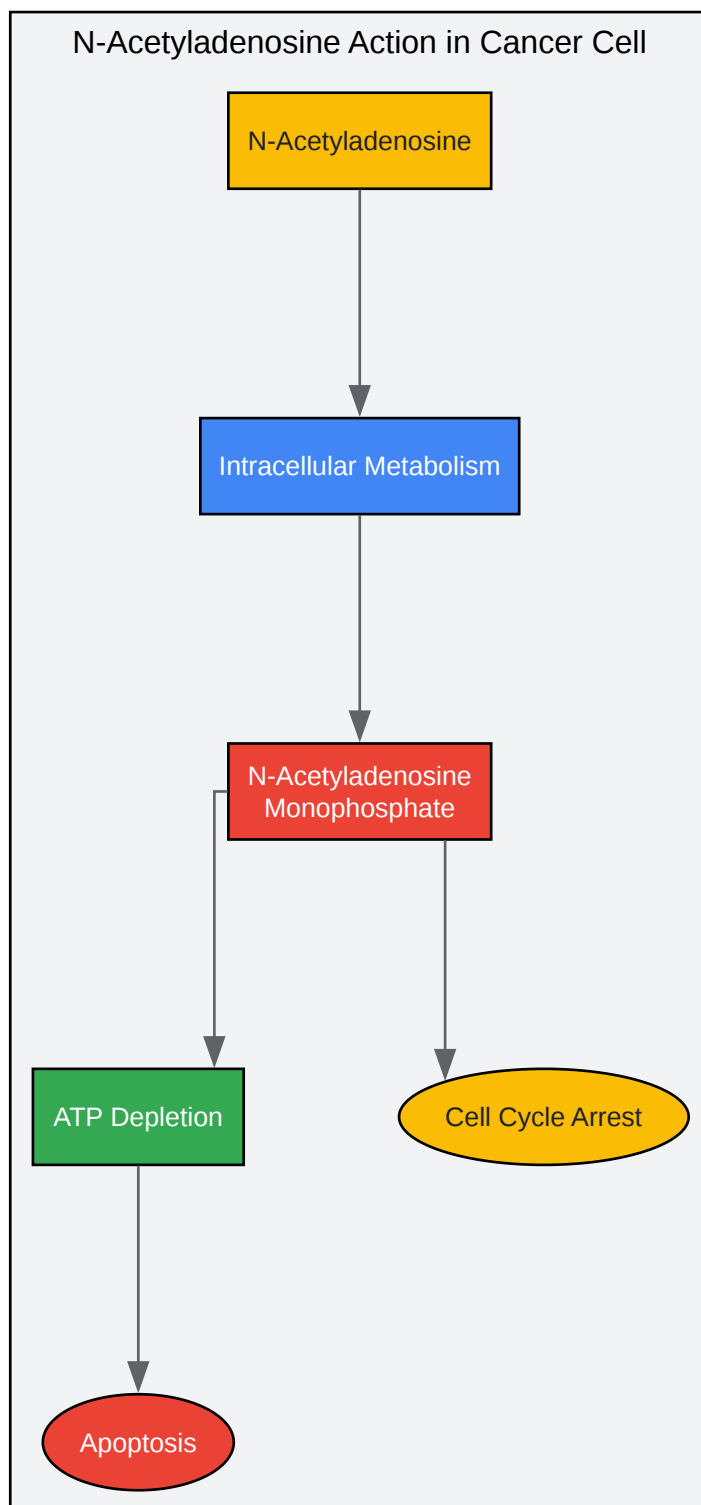 N-Acetyladenosine Action in Cancer Cell
N-Acetyladenosine
Intracellular Metabolism
N-Acetyladenosine
Monophosphate
ATP Depletion
Cell Cycle Arrest
Apoptosis